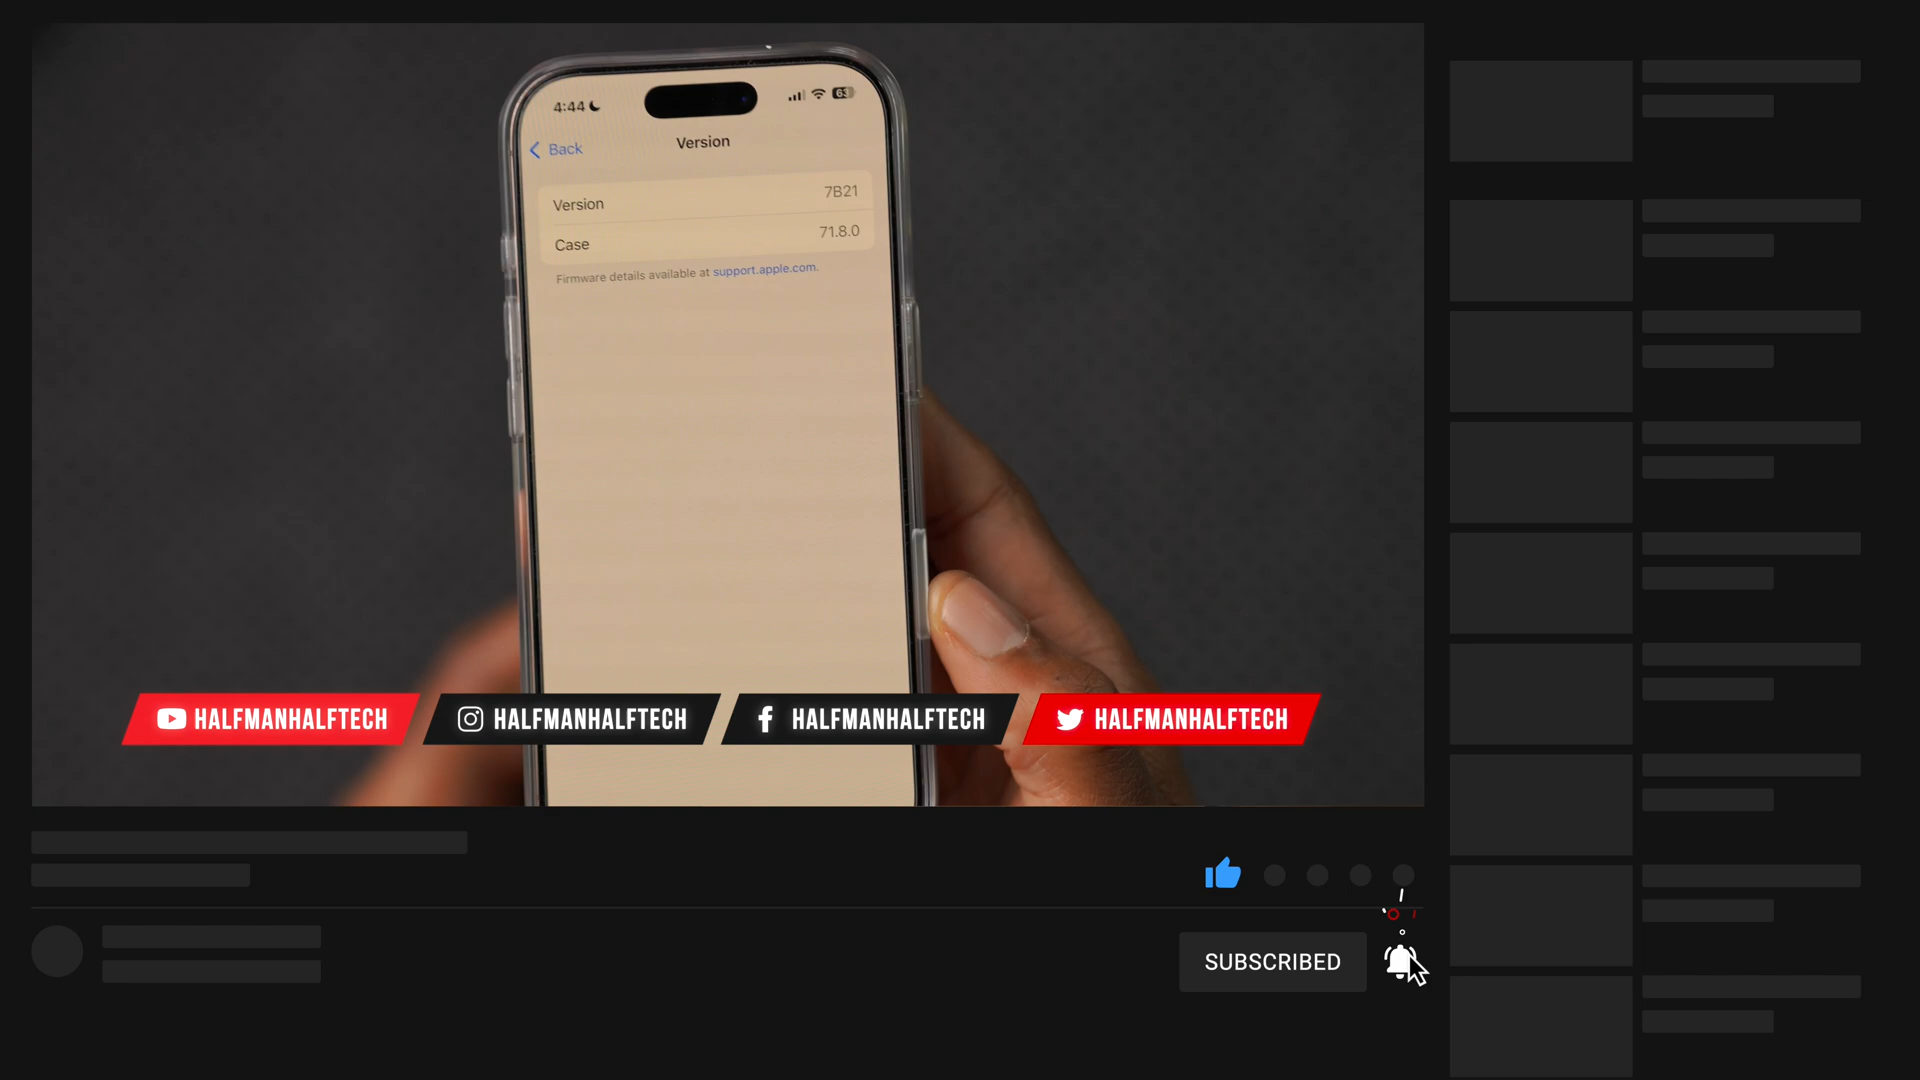 4:44
63
Back
Version
Version 7B21
Case 71.8.0
Firmware details available at support.apple.com.
HALFMANHALFTECH HALFMANHALFTECH HALFMANHALFTECH HALFMANHALFTECH
SUBSCRIBED